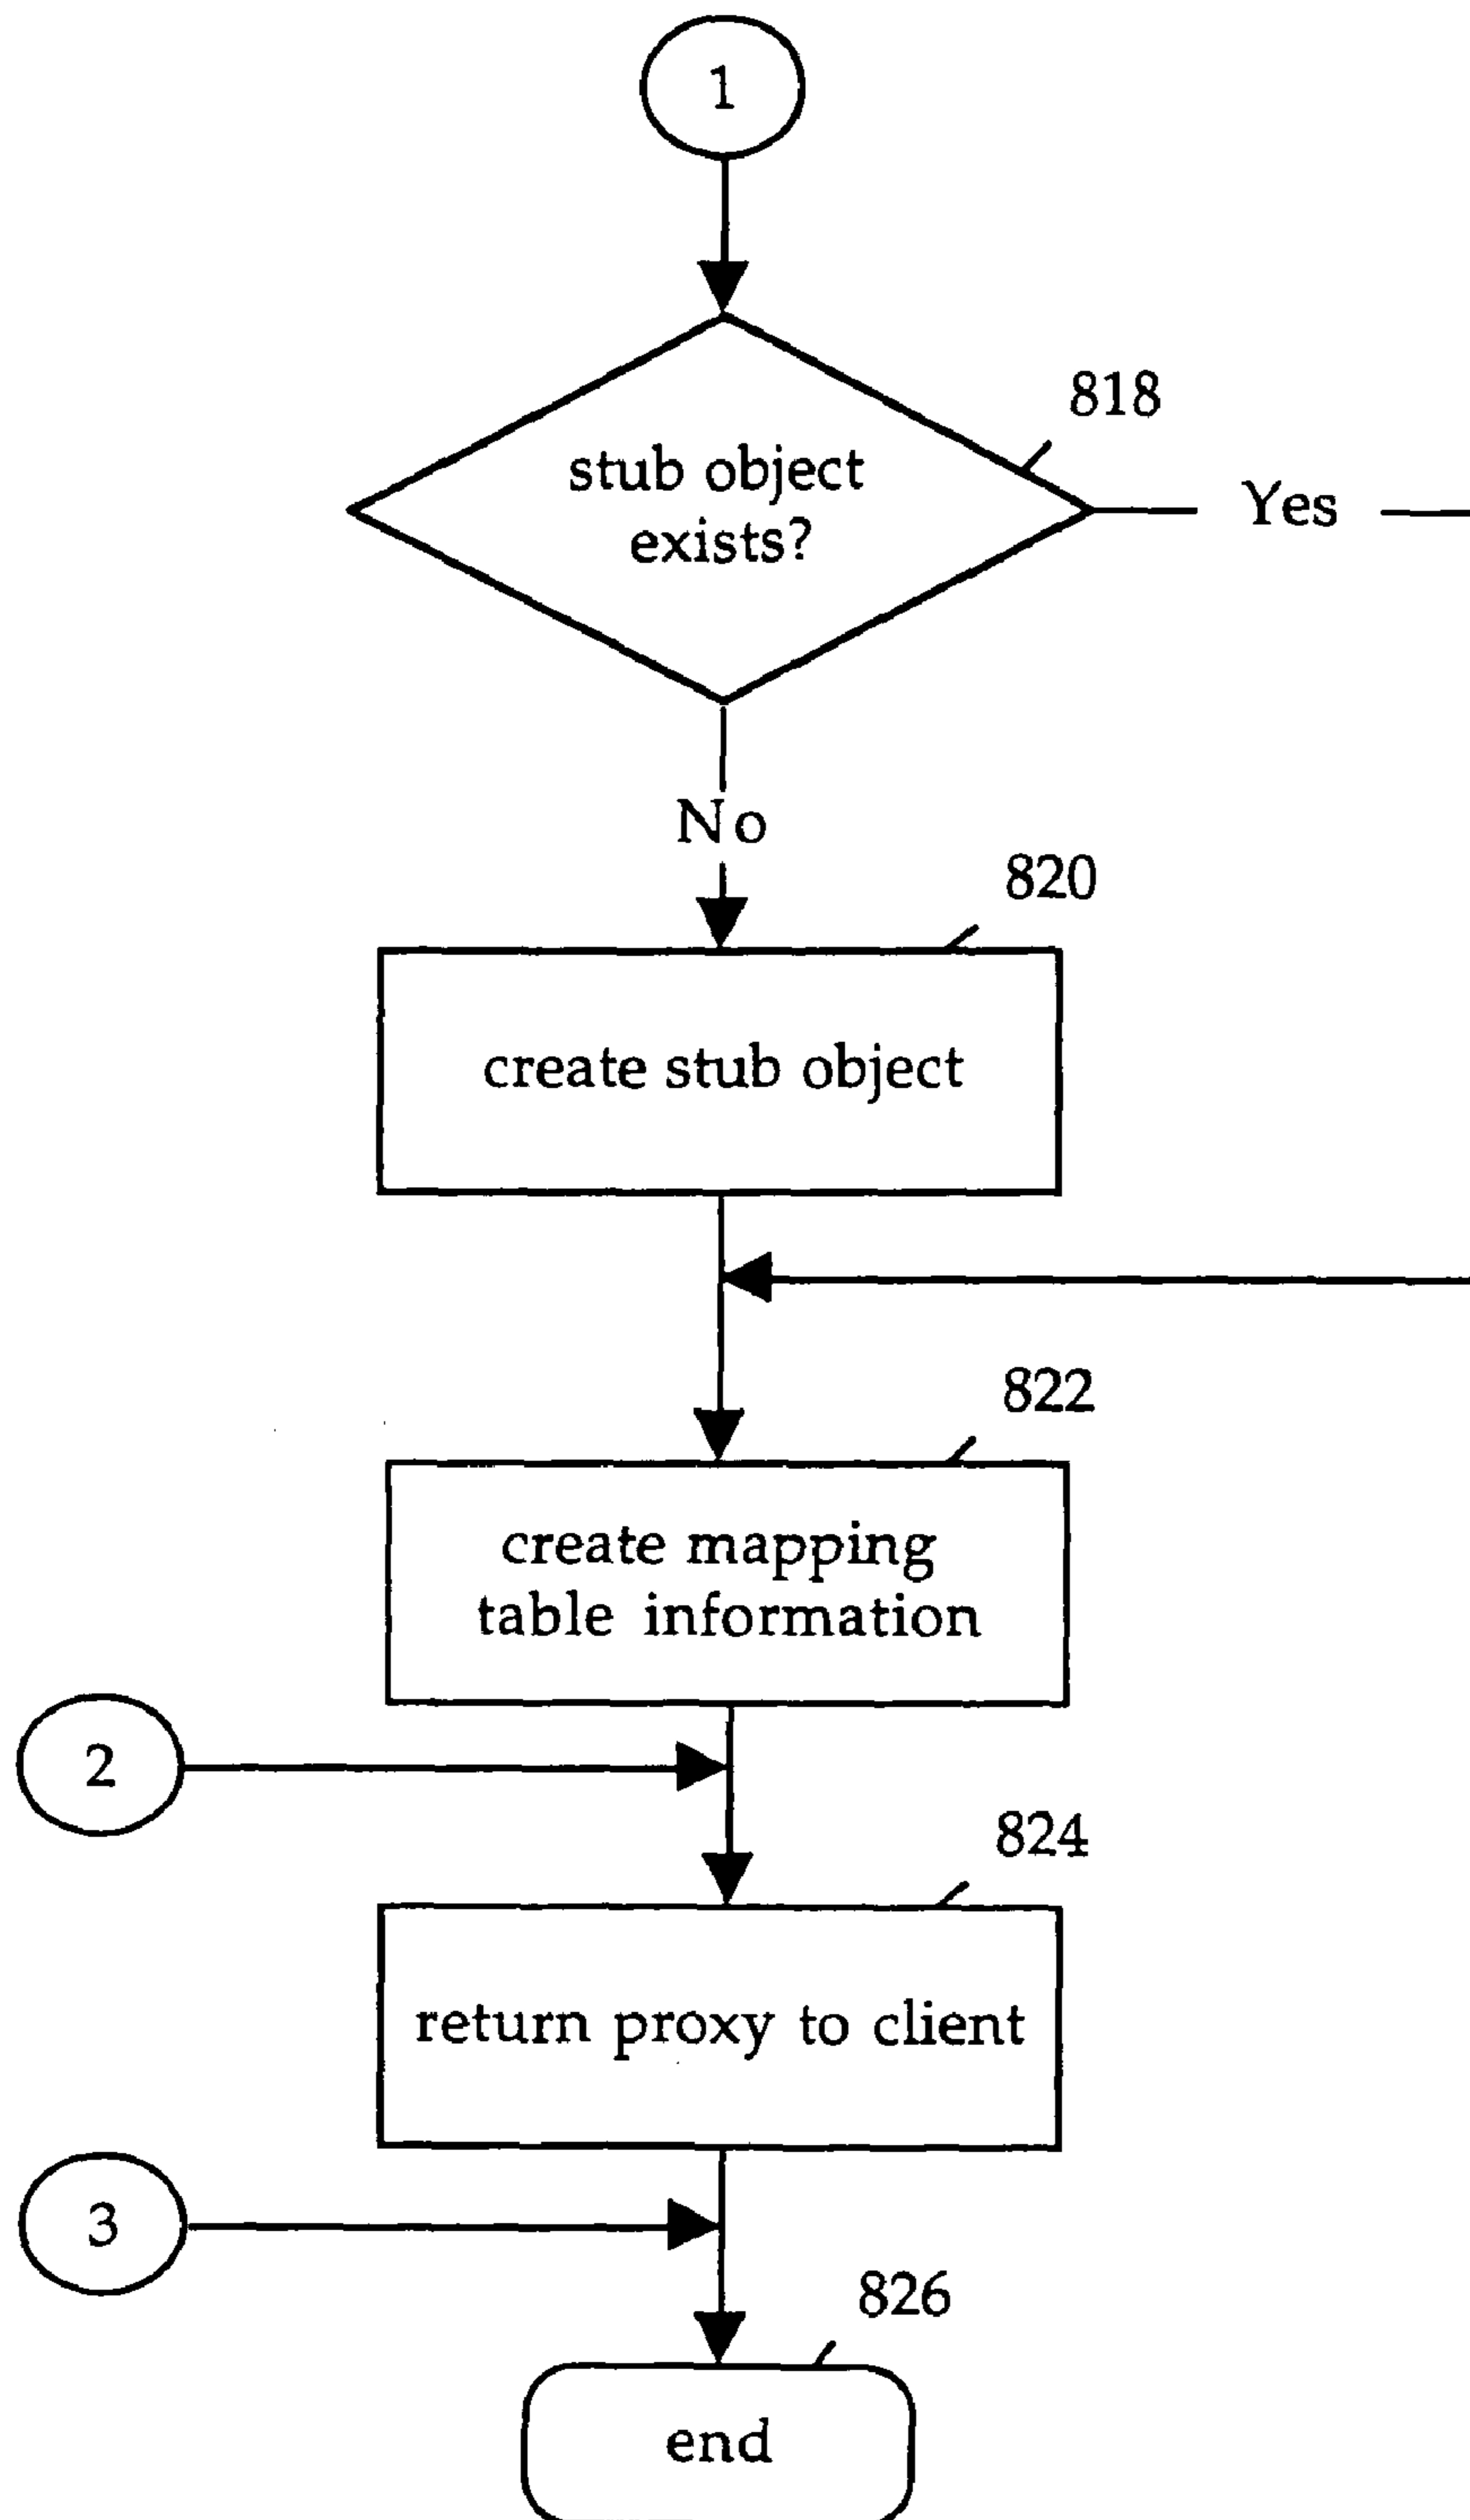 1
818
stub object
exists?
Yes
No
820
create stub object
822
create mapping
table information
2
824
return proxy to client
3
826
end